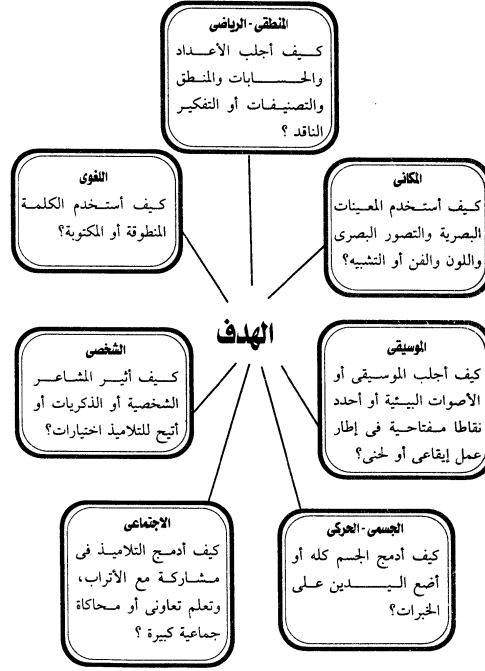 المنطقى - الرياضى
كيف أجلب الأعداد
والحسابات والمنطق
والتصنيفات أو التفكير
الناقد ؟
المكانى
كيف أستخدم المعينات
البصرية والتصور البصرى
واللون والفن أو التشبيه؟
اللغوى
كيف أستخدم الكلمة
المنطوقة أو المكتوبة؟
الهدف
الموسيقى
كيف أجلب الموسيقى أو
الأصوات البيئية أو أحدد
نقاطا مفتاحية فى إطار
عمل إيقاعى أو لحنى؟
الشخصى
كيف أثير المشاعر
الشخصية أو الذكريات أو
أتيح للتلاميذ اختيارات؟
الجسمى - الحركى
كيف أدمج الجسم كله أو
أضع اليدين على
الخبرات؟
الاجتماعى
كيف أدمج التلاميذ فى
مشاركة مع الأتراب،
وتعلم تعاونى أو محاكاة
جماعية كبيرة ؟